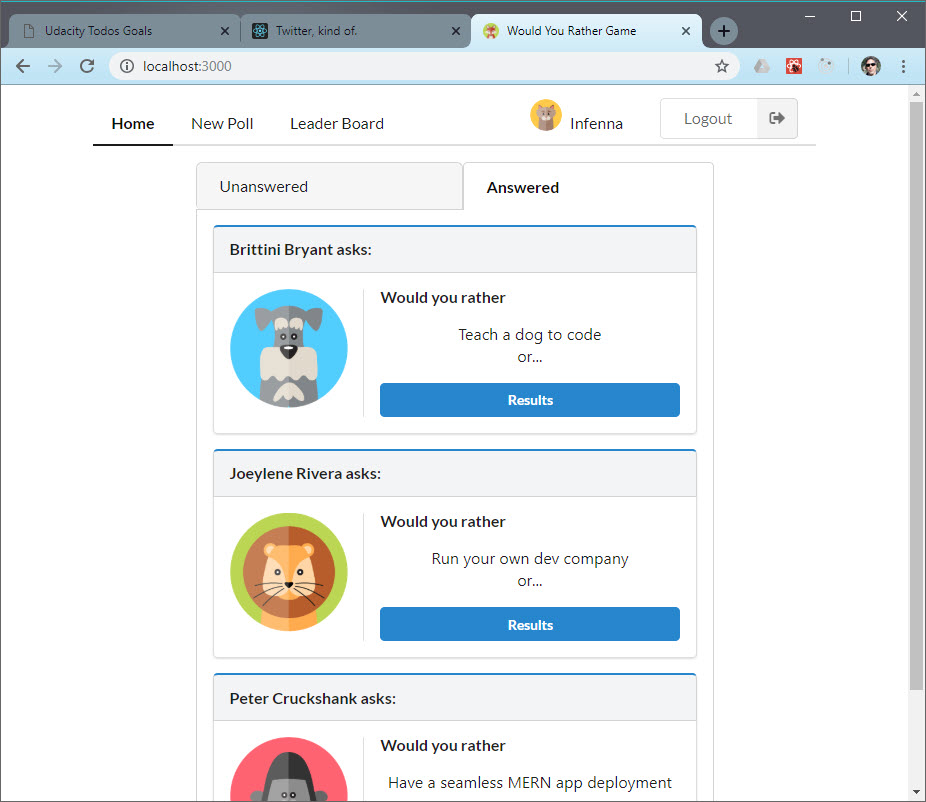 Udacity Todos Goals
Twitter, kind of.
Would You Rather Game
localhost:3000
Home
New Poll
Leader Board
Infenna
Logout
Unanswered
Answered
Brittini Bryant asks:
Would you rather
Teach a dog to code
or...
Results
Joeylene Rivera asks:
Would you rather
Run your own dev company
or...
Results
Peter Cruckshank asks:
Would you rather
Have a seamless MERN app deployment